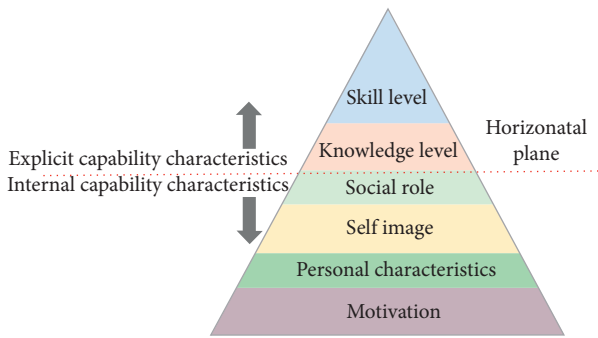 Skill level
Horizonatal
plane
Knowledge level
Explicit capability characteristics
Internal capability characteristics
Social role
Self image
Personal characteristics
Motivation